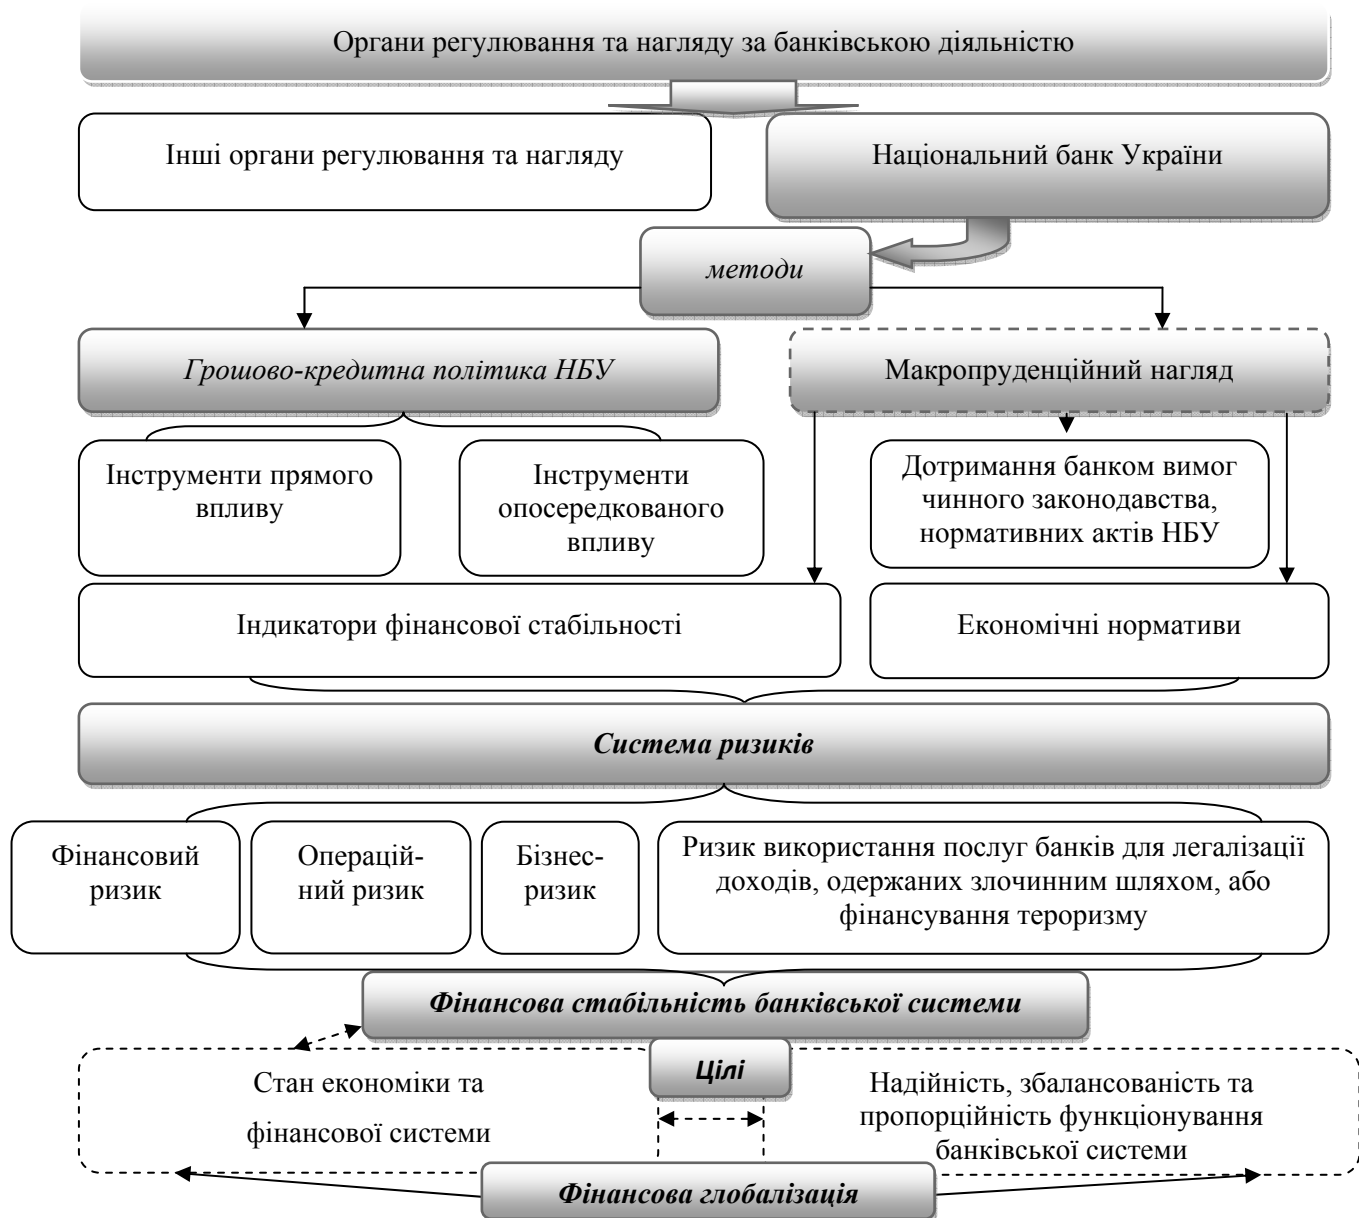 Органи регулювання та нагляду за банківською діяльністю
Інші органи регулювання та нагляду
Національний банк України
методи
Грошово-кредитна політика НБУ
Макропруденційний нагляд
Інструменти прямого
впливу
Інструменти
опосередкованого
впливу
Дотримання банком вимог
чинного законодавства,
нормативних актів НБУ
Індикатори фінансової стабільності
Економічні нормативи
Система ризиків
Фінансовий
ризик
Операцій-
ний ризик
Бізнес-
ризик
Ризик використання послуг банків для легалізації
доходів, одержаних злочинним шляхом, або
фінансування тероризму
Фінансова стабільність банківської системи
Цілі
Стан економіки та
фінансової системи
Надійність, збалансованість та
пропорційність функціонування
банківської системи
Фінансова глобалізація